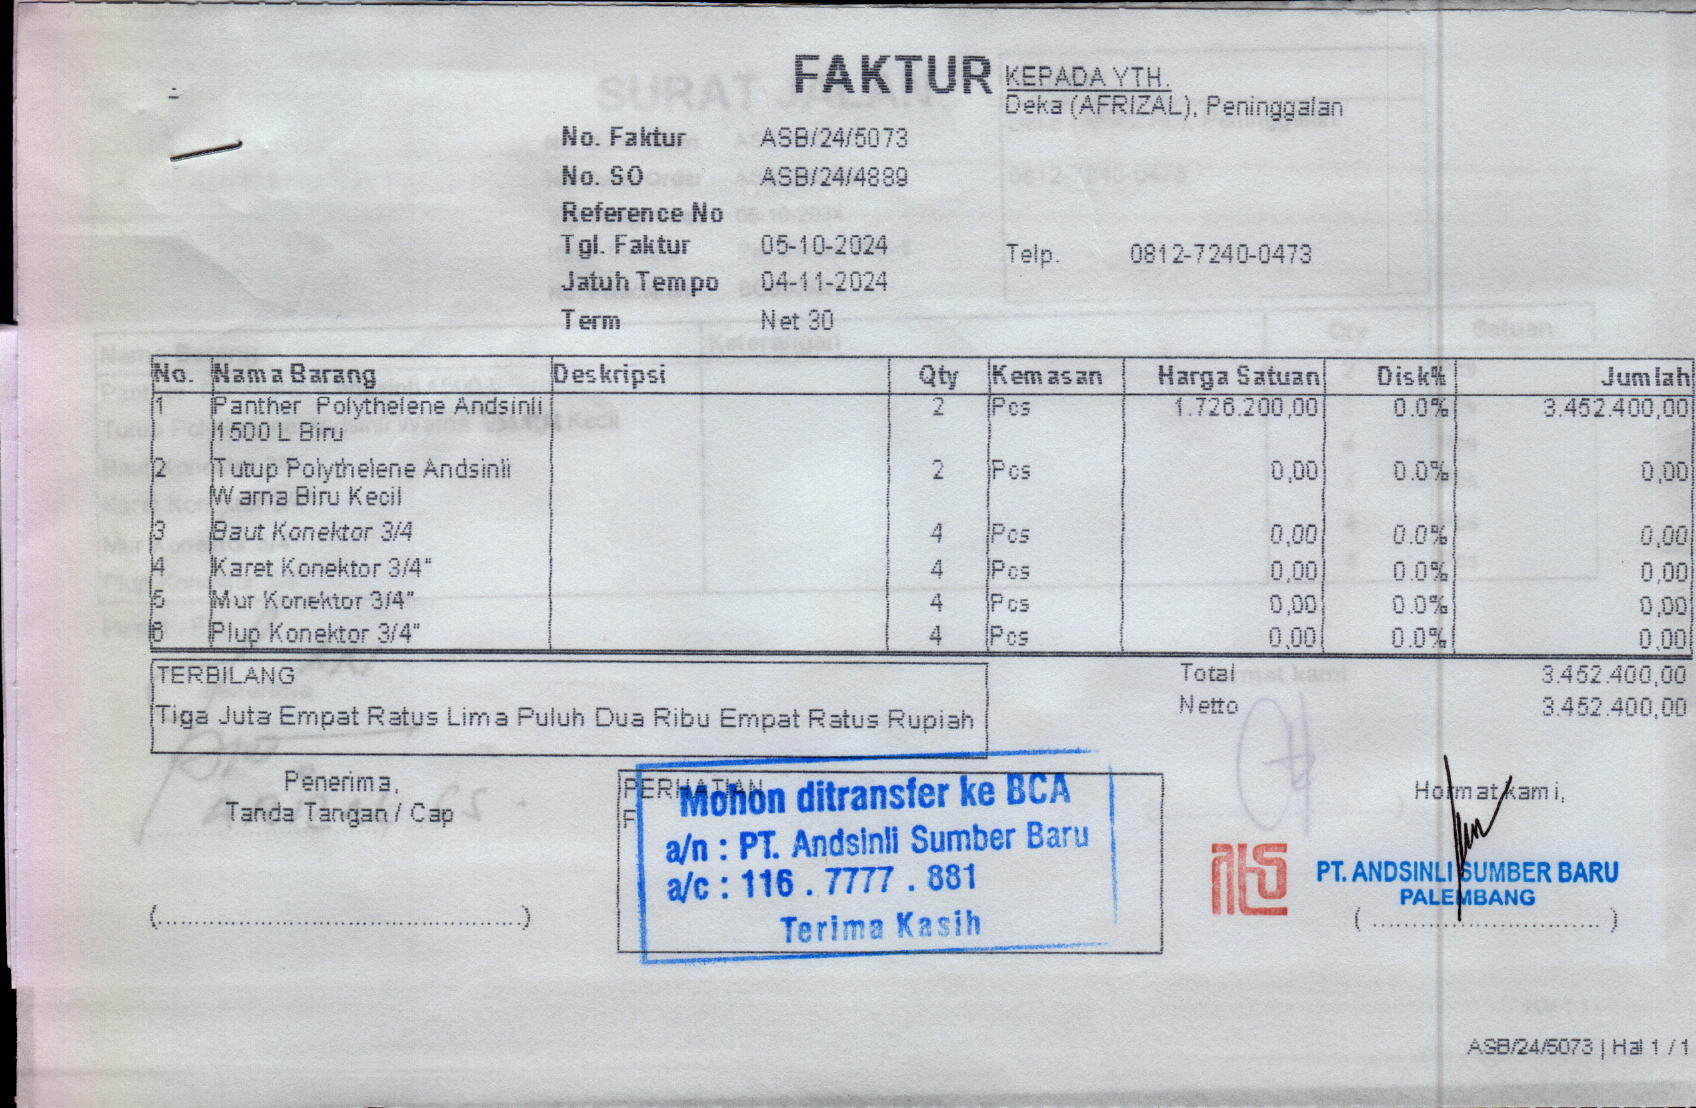 FAKTUR
KEPADA YTH.
Deka (AFRIZAL), Peninggalan
No. Faktur ASB/24/5073
No. SO ASB/24/4889
Reference No
Tgl. Faktur 05-10-2024
Telp. 0812-7240-0473
Jatuh Tempo 04-11-2024
Term Net 30
No. Nama Barang Deskripsi Qty Kemasan Harga Satuan Disk% Jumlah
1 Panther Polythelene Andsinli 2 Pcs 1.726.200,00 0.0% 3.452.400,00
1500 L Biru
2 Tutup Polythelene Andsinli 2 Pcs 0,00 0.0% 0,00
Warna Biru Kecil
3 Baut Konektor 3/4 4 Pcs 0,00 0.0% 0,00
4 Karet Konektor 3/4" 4 Pcs 0,00 0.0% 0,00
5 Mur Konektor 3/4" 4 Pcs 0,00 0.0% 0,00
6 Plup Konektor 3/4" 4 Pcs 0,00 0.0% 0,00
TERBILANG
Tiga Juta Empat Ratus Lima Puluh Dua Ribu Empat Ratus Rupiah
Total 3.452.400,00
Netto 3.452.400,00
Penerima,
Tanda Tangan / Cap
PERHATIAN
Mohon ditransfer ke BCA
a/n : PT. Andsinli Sumber Baru
a/c : 116 . 7777 . 881
Terima Kasih
Hormat kami,
PT. ANDSINLI SUMBER BARU
PALEMBANG
ASB/24/5073 | Hal 1 / 1